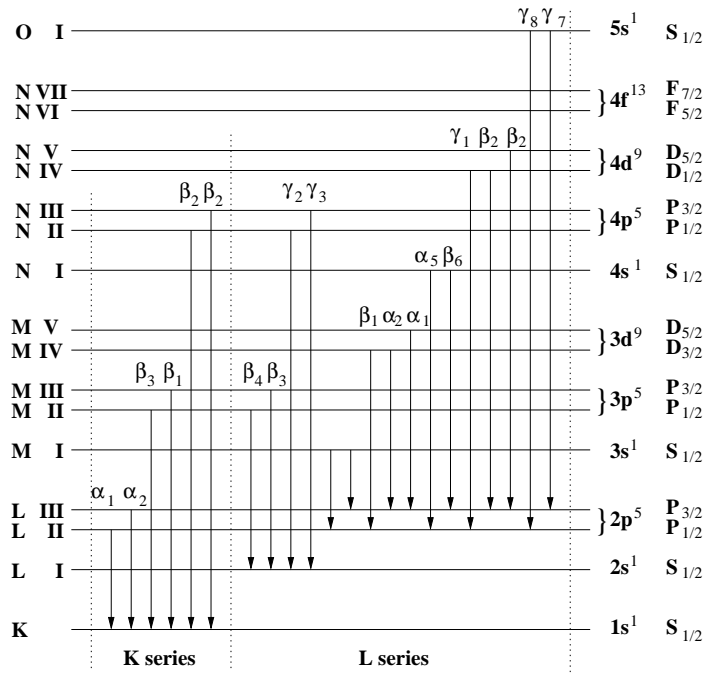 γ₈ γ₇
O I 5s¹ S 1/2
N VII F 7/2
} 4f¹³
N VI F 5/2
γ₁ β₂ β₂
N V D 5/2
} 4d⁹
N IV D 1/2
β₂ β₂ γ₂ γ₃
N III P 3/2
} 4p⁵
N II P 1/2
α₅ β₆
N I 4s¹ S 1/2
β₁ α₂ α₁
M V D 5/2
} 3d⁹
M IV D 3/2
β₃ β₁ β₄ β₃
M III P 3/2
} 3p⁵
M II P 1/2
M I 3s¹ S 1/2
α₁ α₂
L III P 3/2
} 2p⁵
L II P 1/2
L I 2s¹ S 1/2
K 1s¹ S 1/2
K series L series